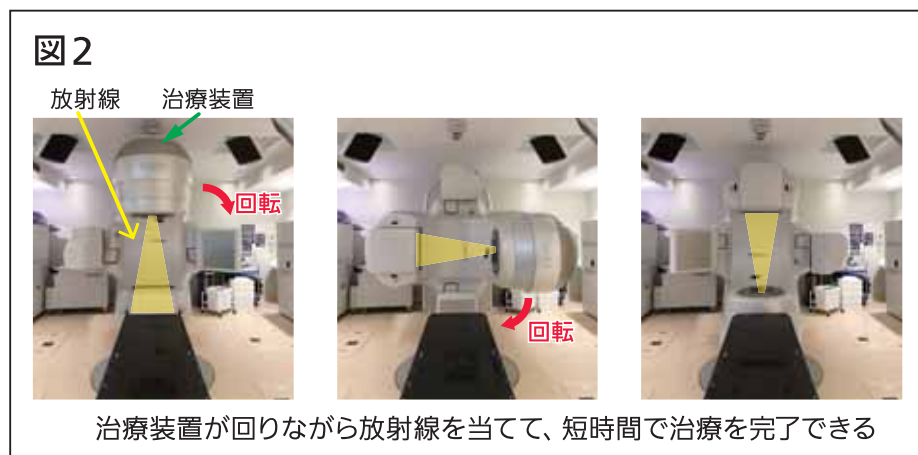 図2
放射線
治療装置
回転
回転
治療装置が回りながら放射線を当てて、短時間で治療を完了できる